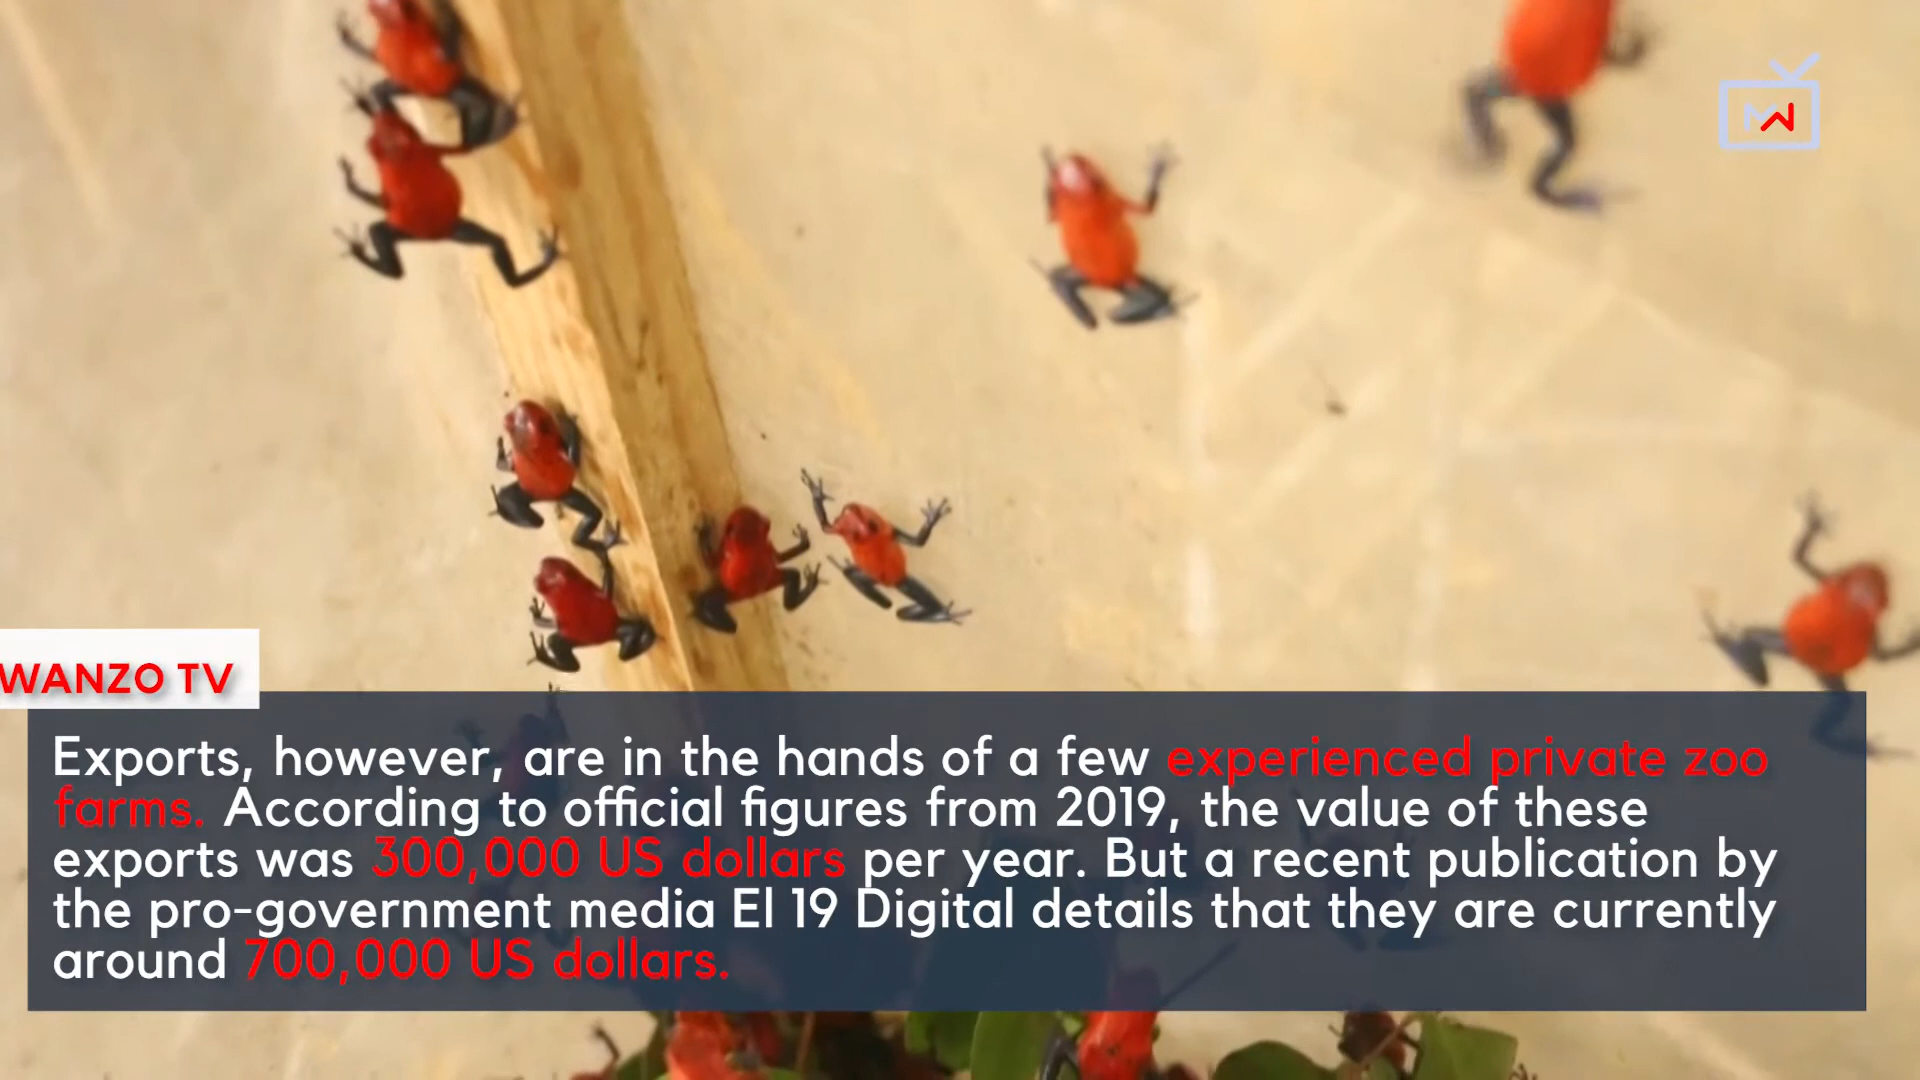 MW
WANZO TV
Exports, however, are in the hands of a few experienced private zoo
farms. According to official figures from 2019, the value of these
exports was 300,000 US dollars per year. But a recent publication by
the pro-government media El 19 Digital details that they are currently
around 700,000 US dollars.